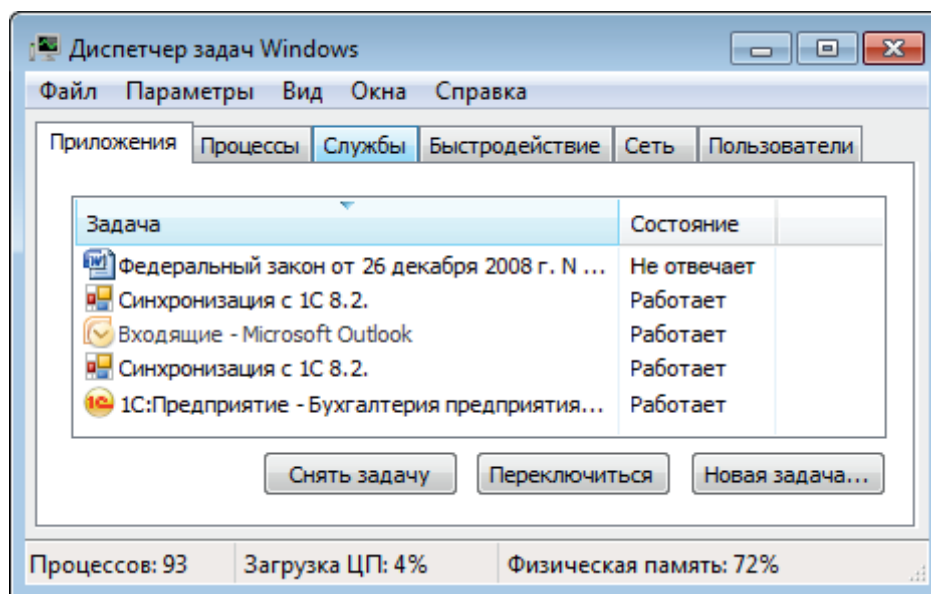 Диспетчер задач Windows
Файл Параметры Вид Окна Справка
Приложения Процессы Службы Быстродействие Сеть Пользователи
Задача Состояние
Федеральный закон от 26 декабря 2008 г. N ... Не отвечает
Синхронизация с 1С 8.2. Работает
Входящие - Microsoft Outlook Работает
Синхронизация с 1С 8.2. Работает
1С:Предприятие - Бухгалтерия предприятия... Работает
Снять задачу Переключиться Новая задача...
Процессов: 93 Загрузка ЦП: 4% Физическая память: 72%